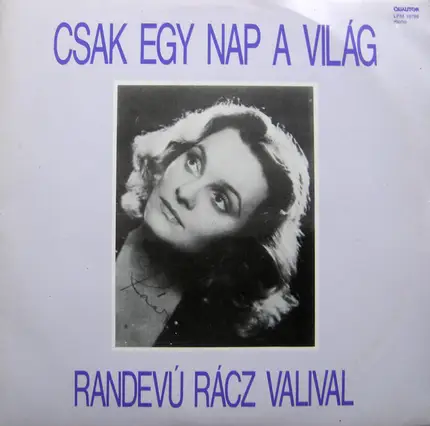 QUALITON
CSAK EGY NAP A VILÁG
RANDEVÚ RÁCZ VALIVAL